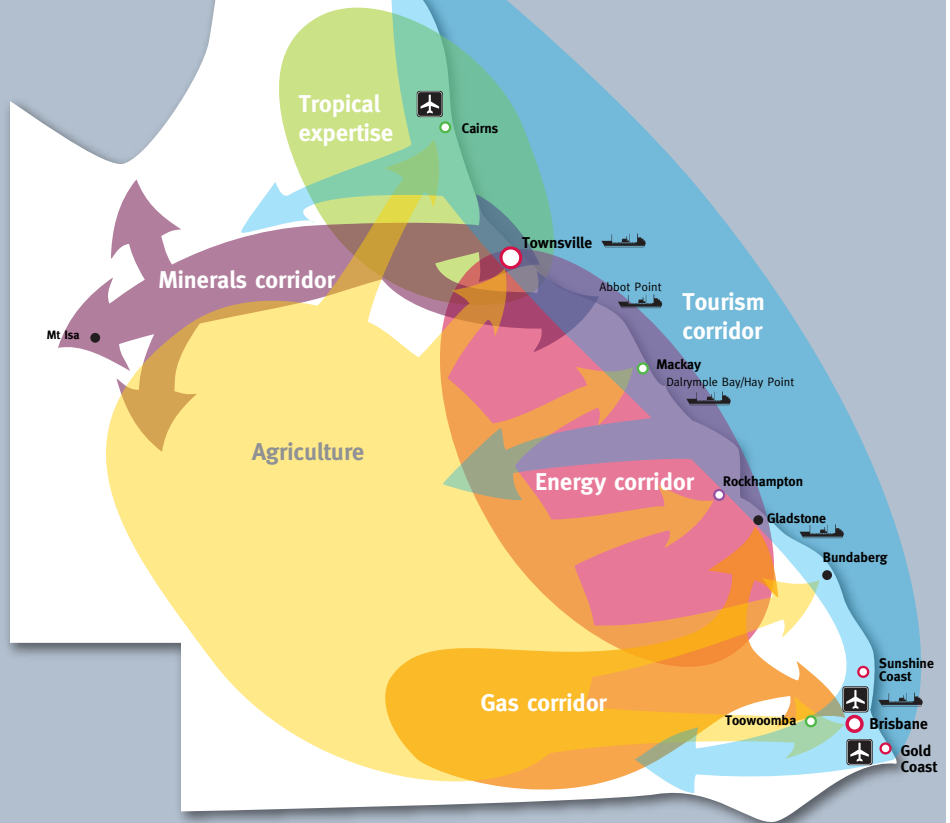 Tropical
expertise
Cairns
Townsville
Minerals corridor
Abbot Point
Tourism
corridor
Mt Isa
Mackay
Dalrymple Bay/Hay Point
Agriculture
Energy corridor
Rockhampton
Gladstone
Bundaberg
Sunshine
Coast
Gas corridor
Toowoomba
Brisbane
Gold
Coast